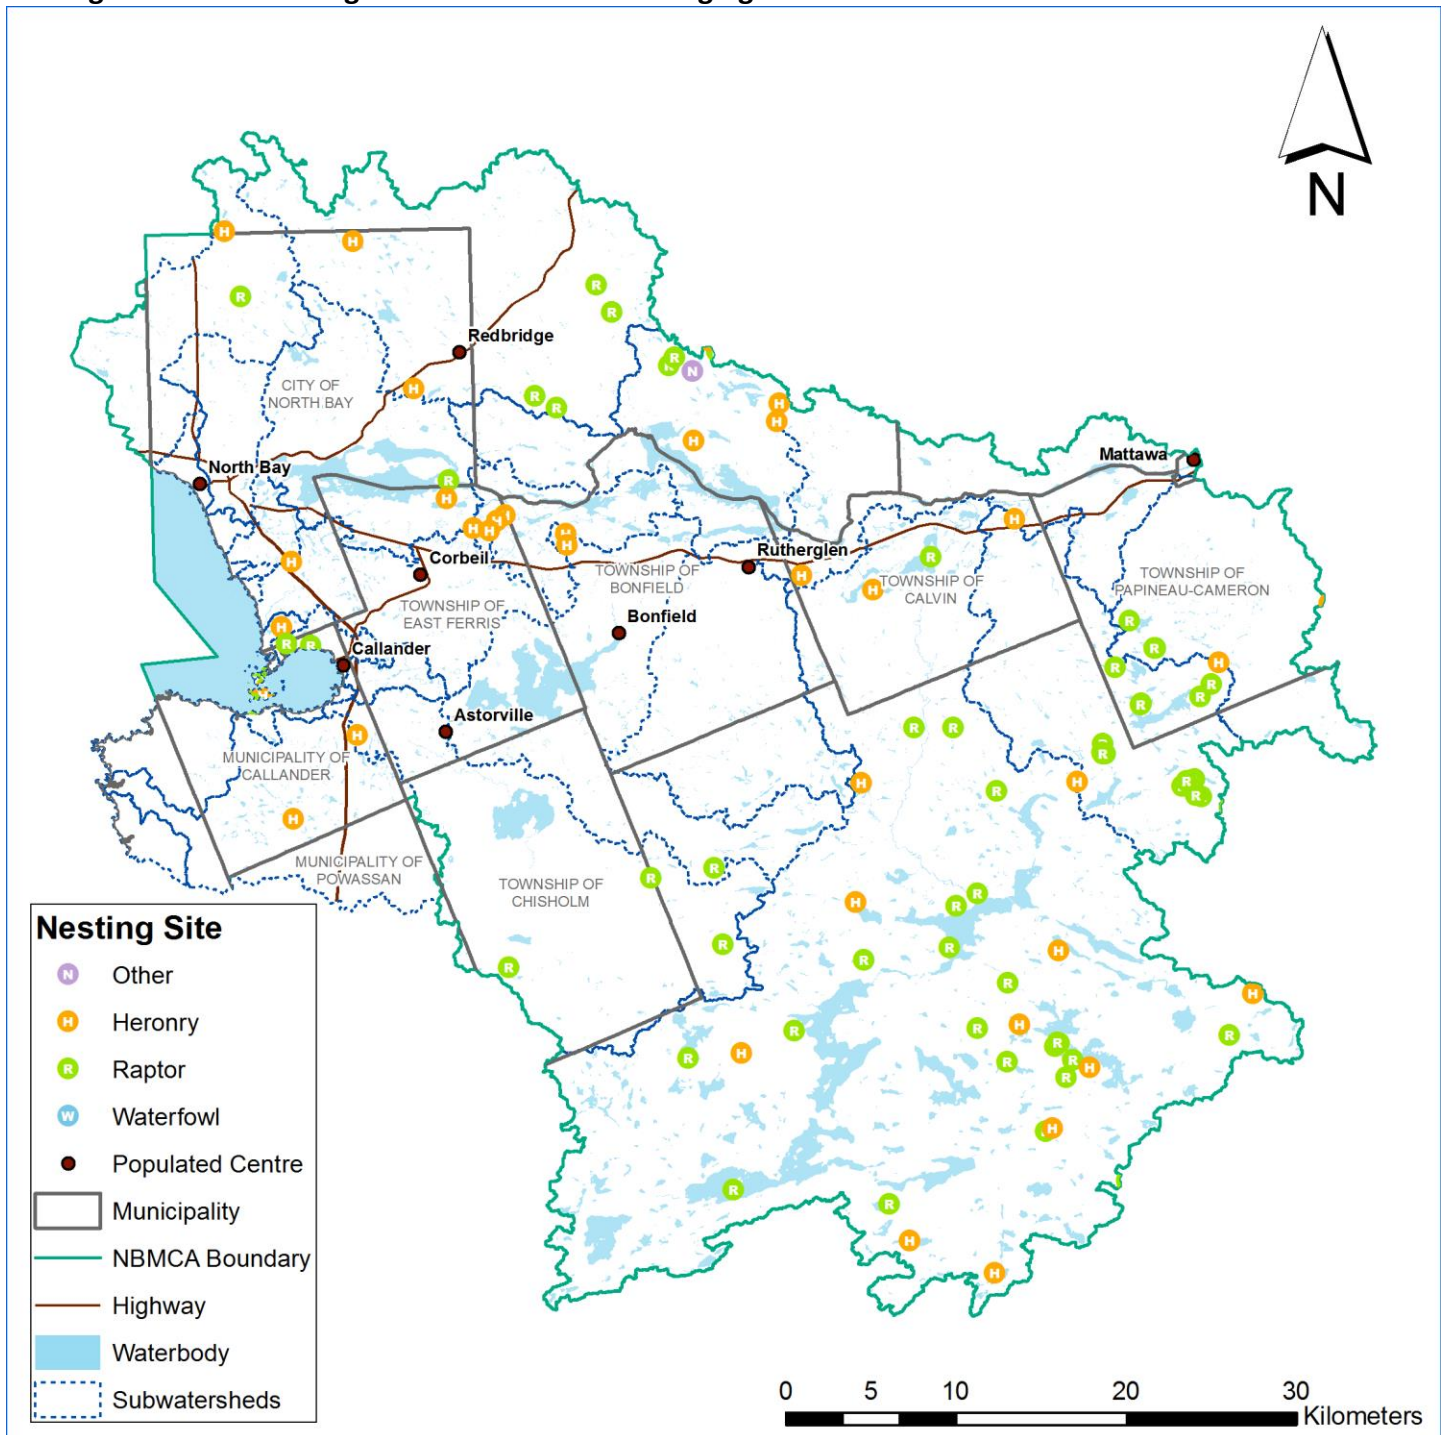 N
Redbridge
CITY OF
NORTH BAY
North Bay
Mattawa
Corbeil
Rutherglen
TOWNSHIP OF
BONFIELD
TOWNSHIP OF
CALVIN
TOWNSHIP OF
PAPINEAU-CAMERON
TOWNSHIP OF
EAST FERRIS
Bonfield
Callander
Astorville
MUNICIPALITY OF
CALLANDER
MUNICIPALITY OF
POWASSAN
TOWNSHIP OF
CHISHOLM
Nesting Site
N Other
H Heronry
R Raptor
W Waterfowl
Populated Centre
Municipality
NBMCA Boundary
Highway
Waterbody
Subwatersheds
0 5 10 20 30
Kilometers